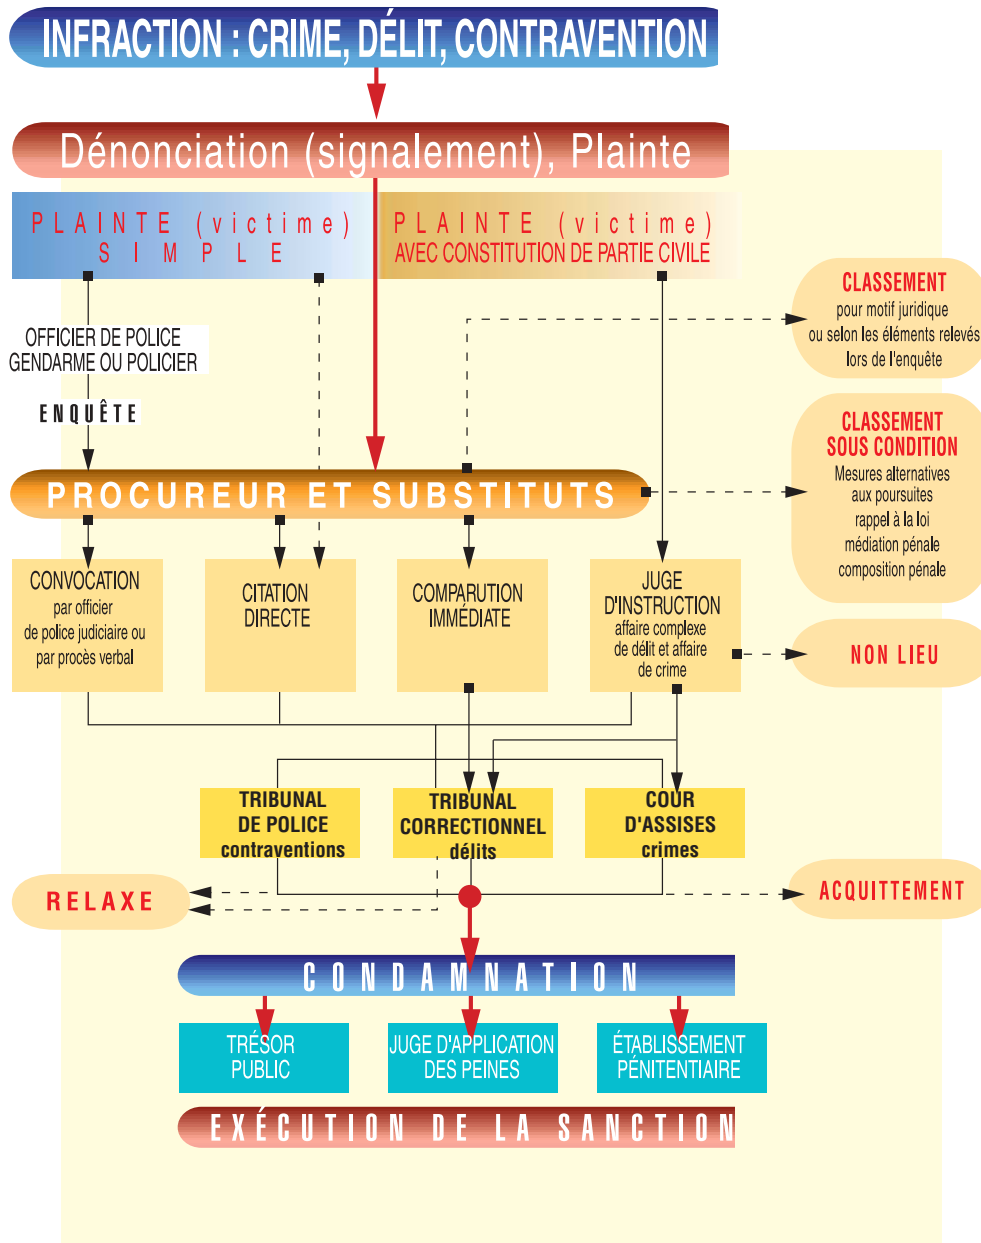 INFRACTION : CRIME, DÉLIT, CONTRAVENTION
Dénonciation (signalement), Plainte
PLAINTE (victime)
SIMPLE
PLAINTE (victime)
AVEC CONSTITUTION DE PARTIE CIVILE
CLASSEMENT
pour motif juridique
ou selon les éléments relevés
lors de l'enquête
OFFICIER DE POLICE
GENDARME OU POLICIER
ENQUÊTE
CLASSEMENT
SOUS CONDITION
Mesures alternatives
aux poursuites
rappel à la loi
médiation pénale
composition pénale
PROCUREUR ET SUBSTITUTS
CONVOCATION
par officier
de police judiciaire ou
par procès verbal
CITATION
DIRECTE
COMPARUTION
IMMÉDIATE
JUGE
D'INSTRUCTION
affaire complexe
de délit et affaire
de crime
NON LIEU
TRIBUNAL
DE POLICE
contraventions
TRIBUNAL
CORRECTIONNEL
délits
COUR
D'ASSISES
crimes
RELAXE
ACQUITTEMENT
CONDAMNATION
TRÉSOR
PUBLIC
JUGE D'APPLICATION
DES PEINES
ÉTABLISSEMENT
PÉNITENTIAIRE
EXÉCUTION DE LA SANCTION